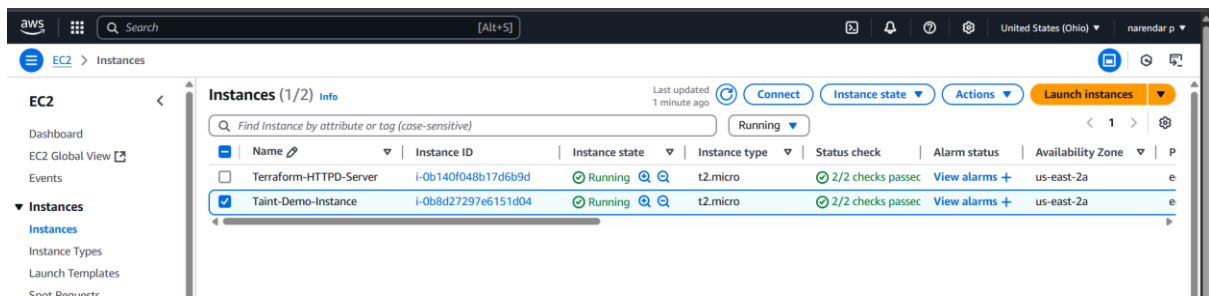 aws Search [Alt+S] United States (Ohio) narendar p
EC2 > Instances
EC2
Dashboard
EC2 Global View
Events
Instances
Instances
Instance Types
Launch Templates
Spot Requests
Instances (1/2) Info Last updated 1 minute ago Connect Instance state Actions Launch instances
Find Instance by attribute or tag (case-sensitive) Running 1
Name Instance ID Instance state Instance type Status check Alarm status Availability Zone P
Terraform-HTTPD-Server i-0b140f048b17d6b9d Running t2.micro 2/2 checks passec View alarms + us-east-2a e
Taint-Demo-Instance i-0b8d27297e6151d04 Running t2.micro 2/2 checks passec View alarms + us-east-2a e